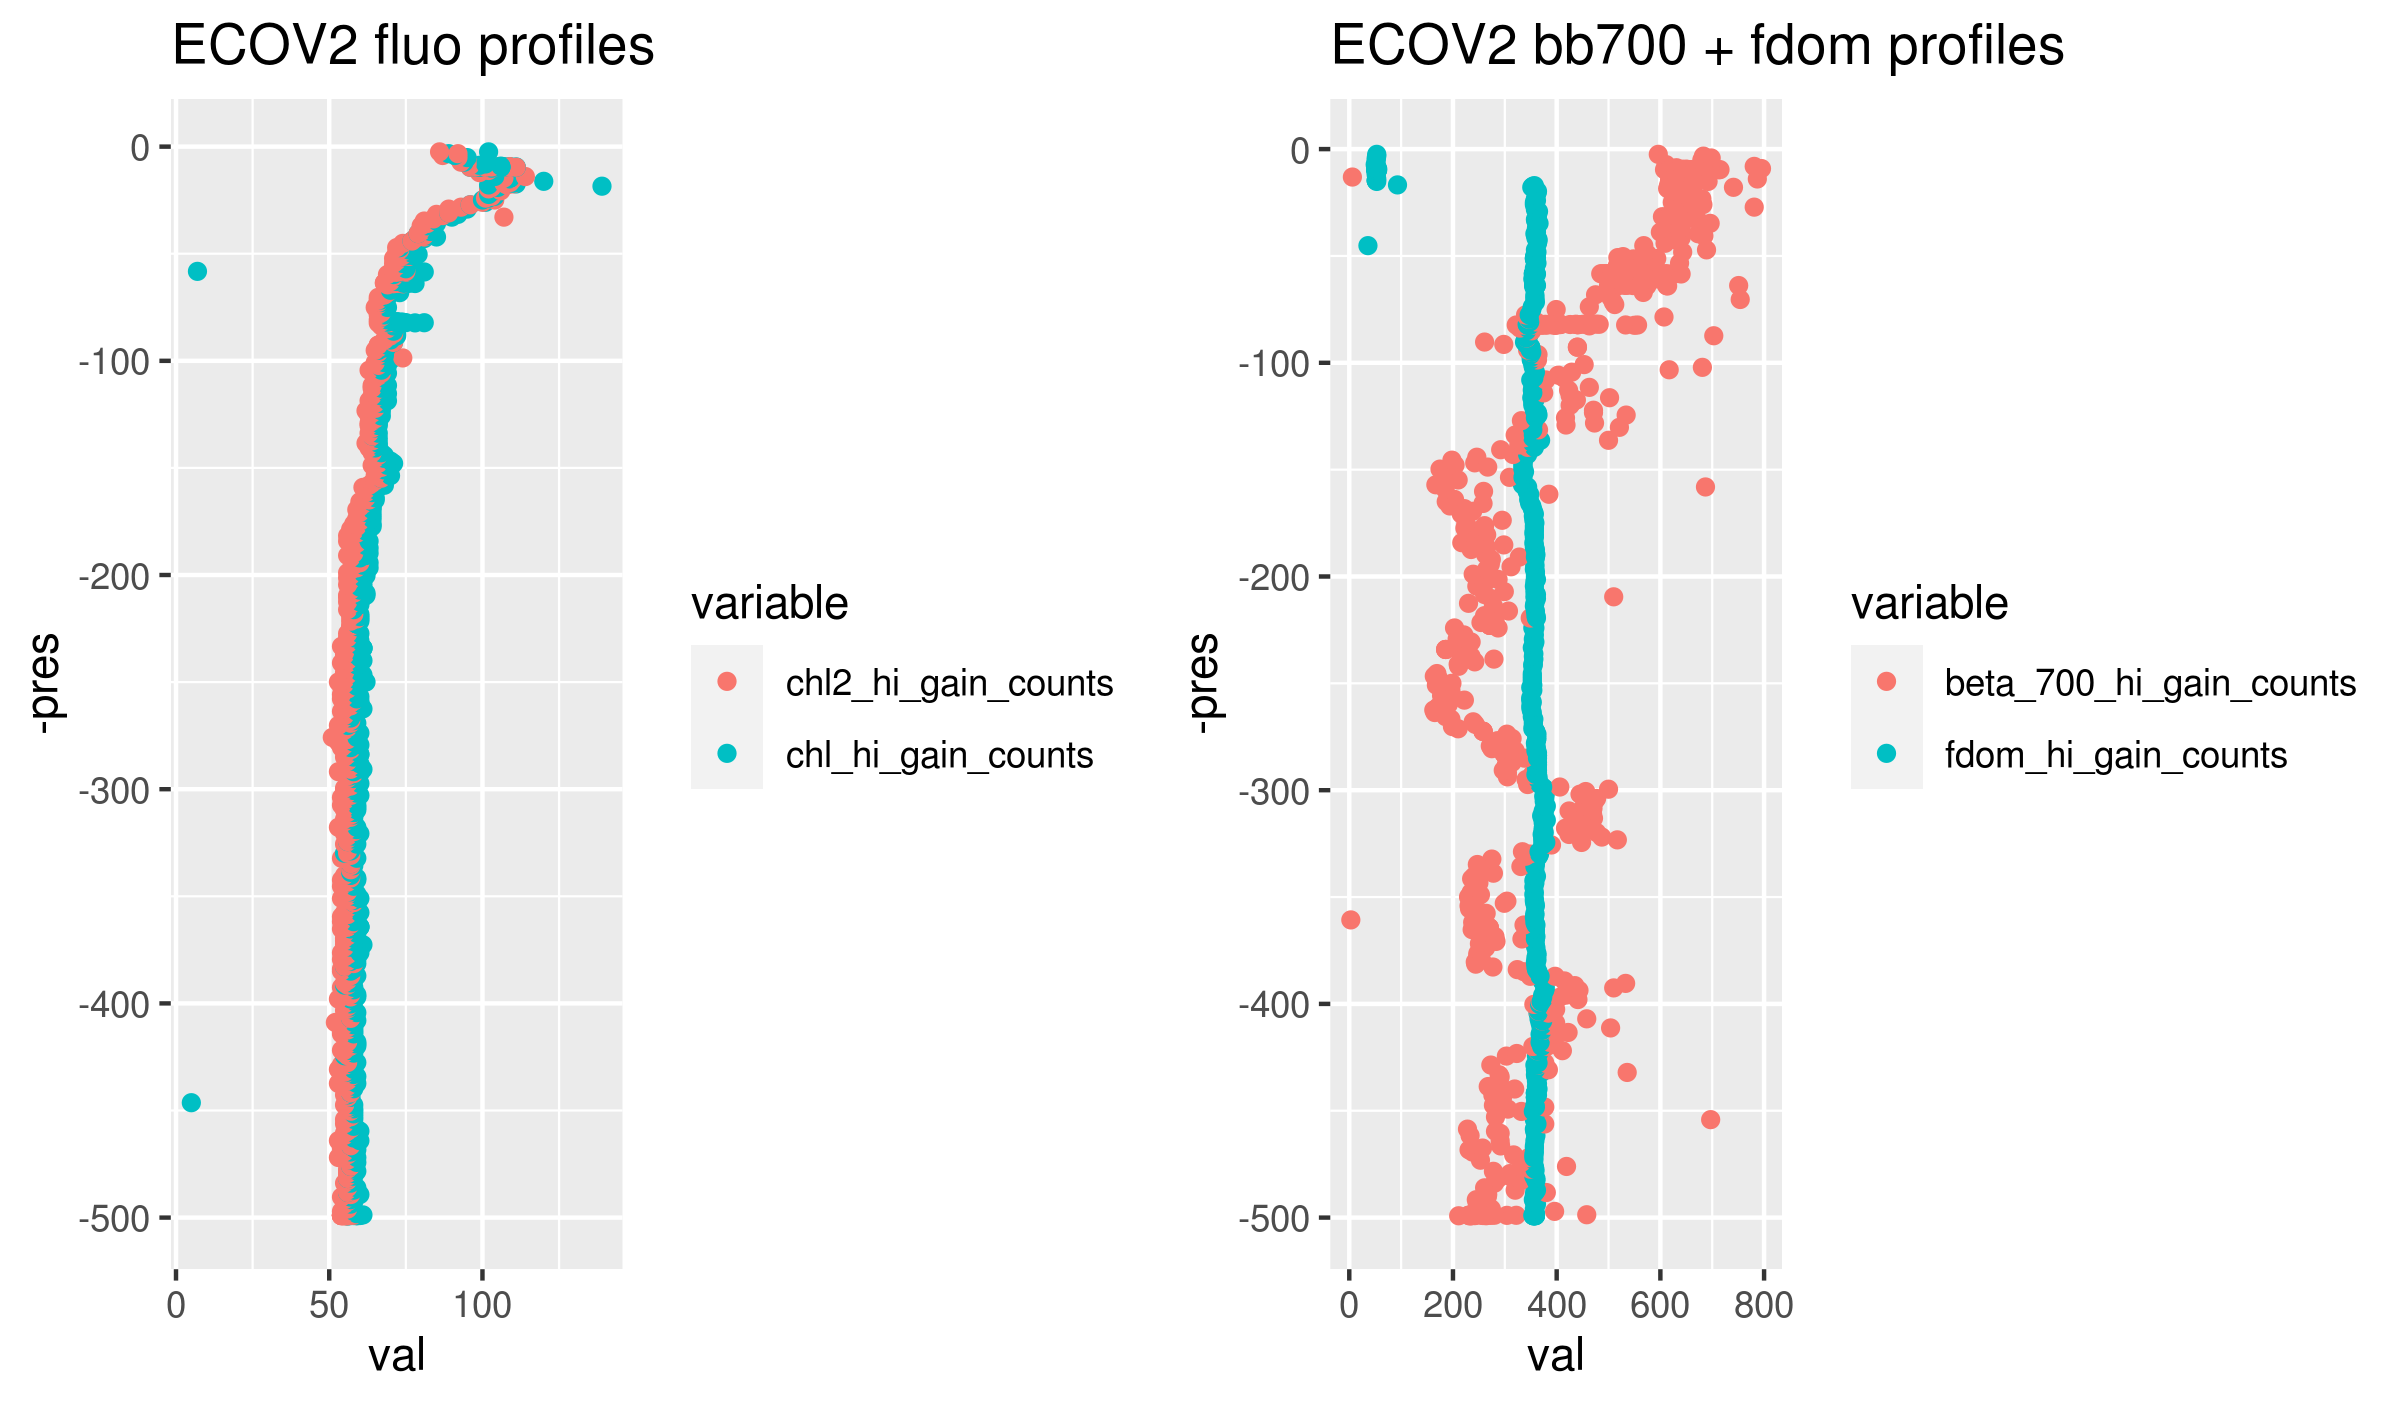 ECOV2 fluo profiles
0
-100
-200
-300
-400
-500
-pres
0 50 100
val
variable
chl2_hi_gain_counts
chl_hi_gain_counts
ECOV2 bb700 + fdom profiles
0
-100
-200
-300
-400
-500
-pres
0 200 400 600 800
val
variable
beta_700_hi_gain_counts
fdom_hi_gain_counts